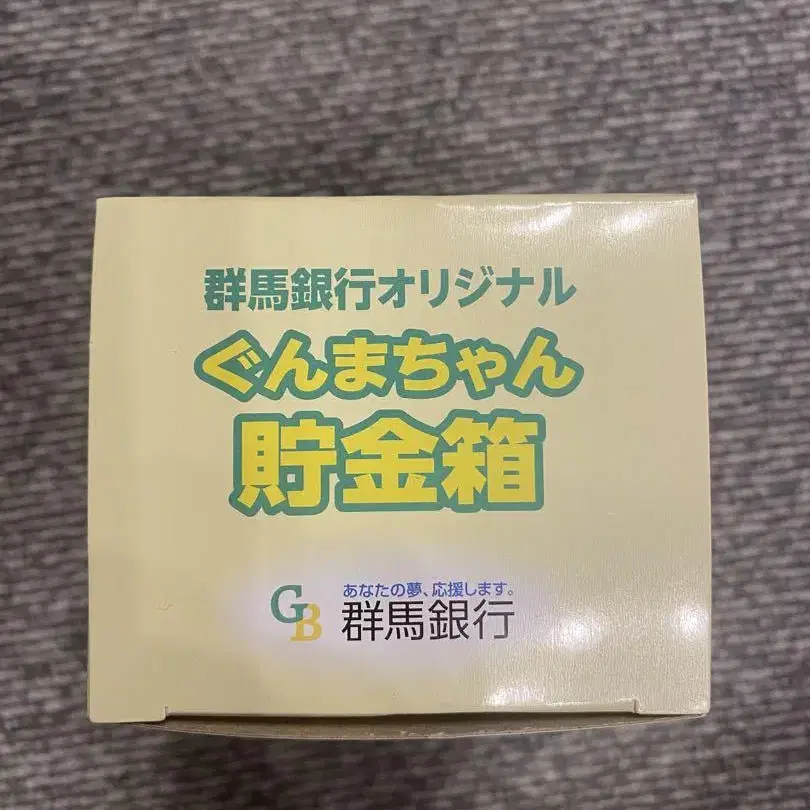 群馬銀行オリジナル
ぐんまちゃん
貯金箱
GB
あなたの夢、応援します。
群馬銀行